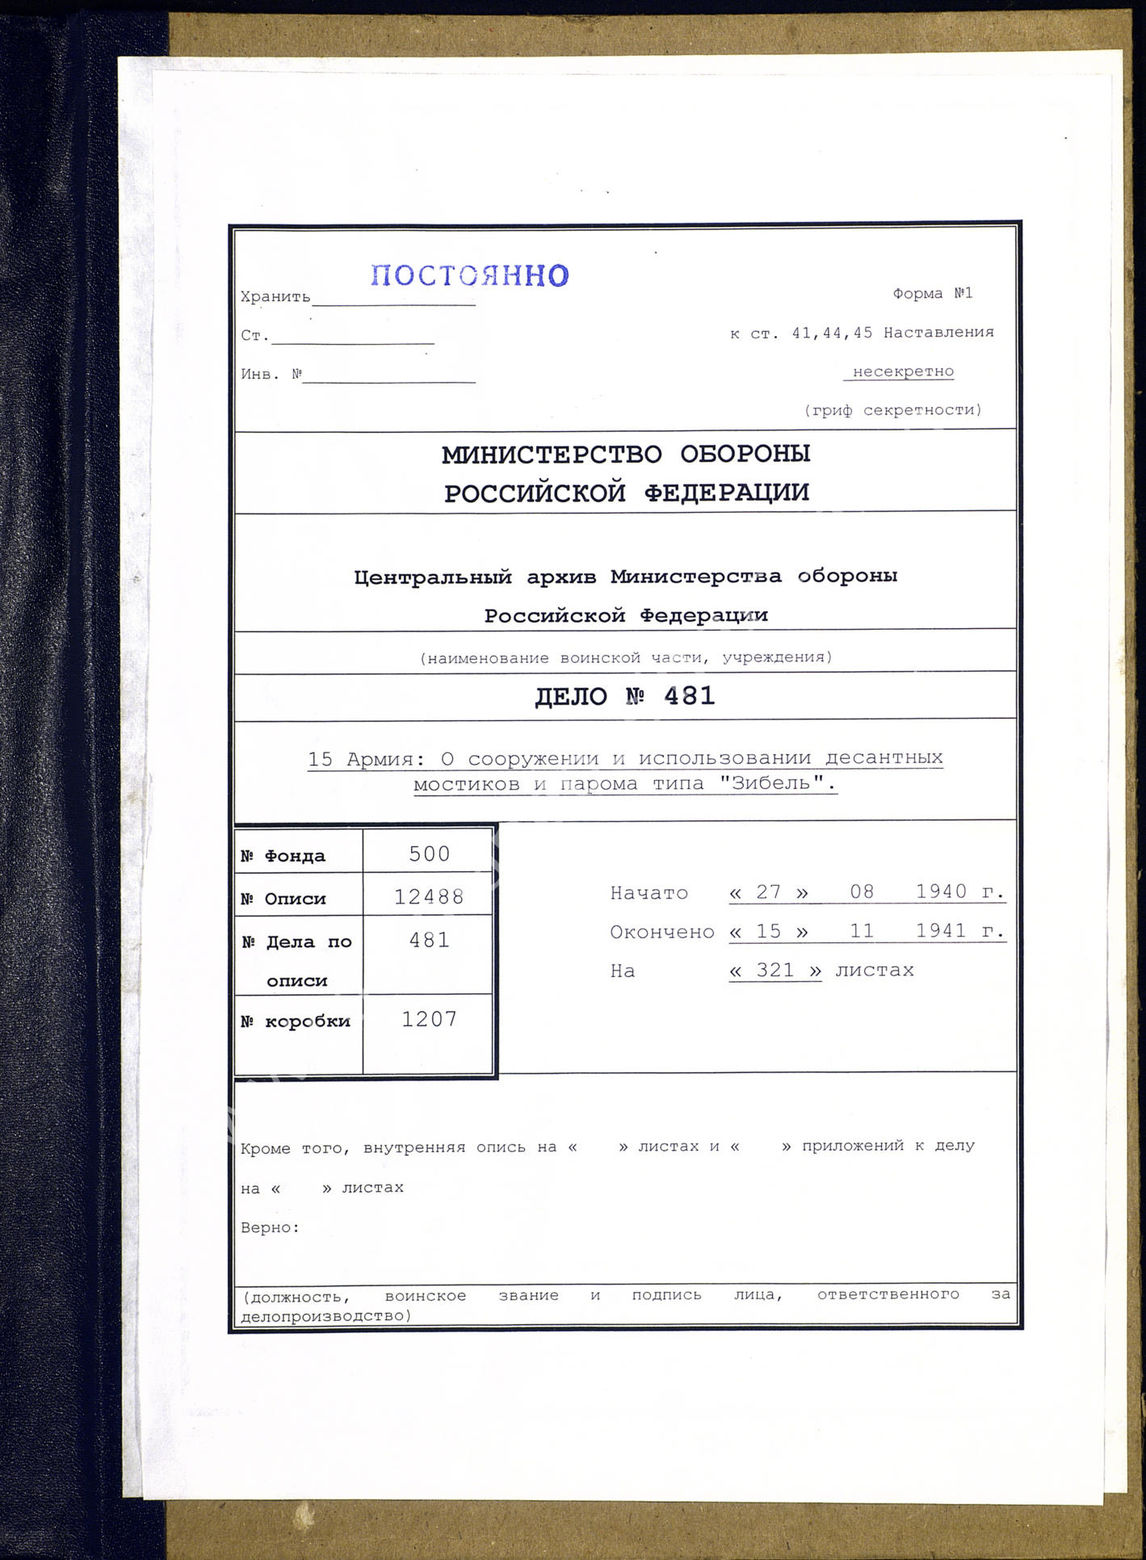 ПОСТОЯННО
Хранить
Форма №1
Ст.
к ст. 41,44,45 Наставления
Инв. №
несекретно
(гриф секретности)
МИНИСТЕРСТВО ОБОРОНЫ
РОССИЙСКОЙ ФЕДЕРАЦИИ
Центральный архив Министерства обороны
Российской Федерации
(наименование воинской части, учреждения)
ДЕЛО № 481
15 Армия: О сооружении и использовании десантных
мостиков и парома типа "Зибель".
№ Фонда 500
№ Описи 12488
№ Дела по 481
описи
№ коробки 1207
Начато « 27 » 08 1940 г.
Окончено « 15 » 11 1941 г.
На « 321 » листах
Кроме того, внутренняя опись на « » листах и « » приложений к делу
на « » листах
Верно:
(должность, воинское звание и подпись лица, ответственного за
делопроизводство)